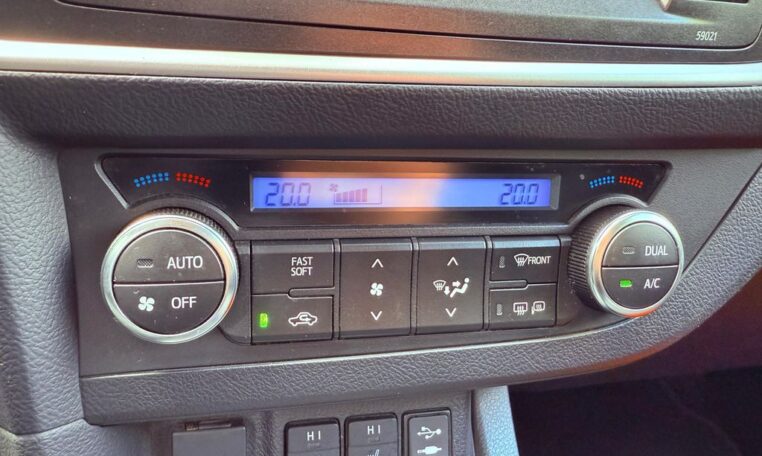 59021
20.0 20.0
AUTO
OFF
FAST
SOFT
FRONT
DUAL
A/C
HI
HI